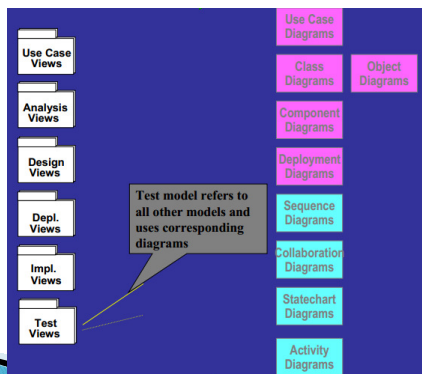 Use Case
Views
Analysis
Views
Design
Views
Depl.
Views
Impl.
Views
Test
Views
Test model refers to
all other models and
uses corresponding
diagrams
Use Case
Diagrams
Class
Diagrams
Object
Diagrams
Component
Diagrams
Deployment
Diagrams
Sequence
Diagrams
Collaboration
Diagrams
Statechart
Diagrams
Activity
Diagrams